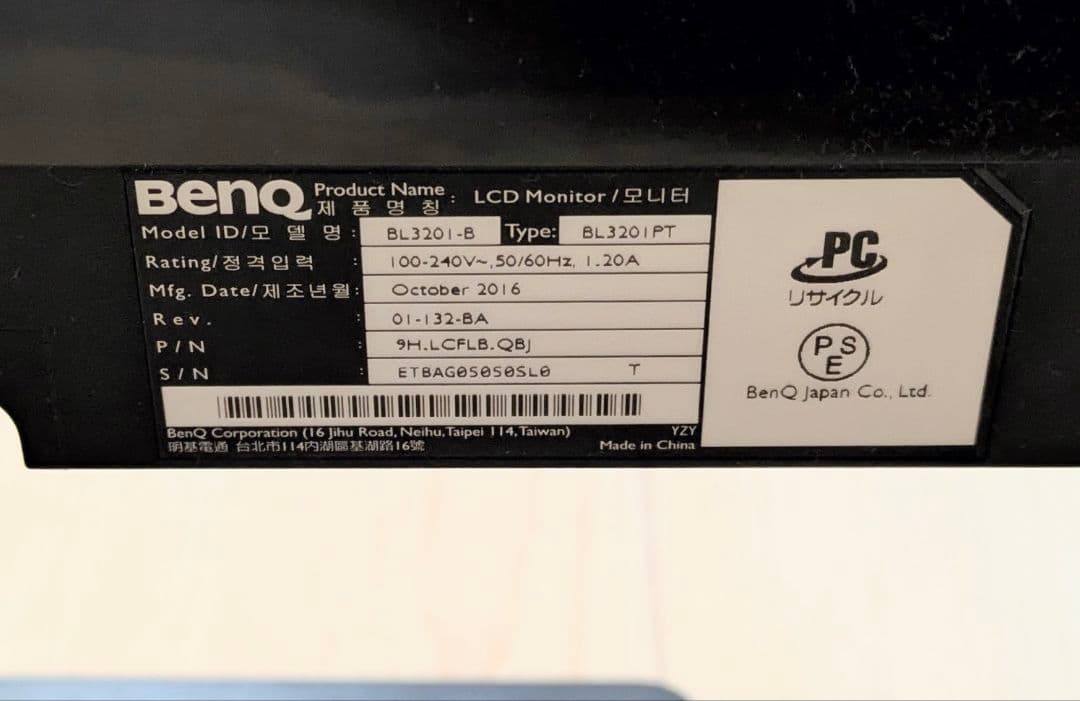 BenQ Product Name : LCD Monitor/모니터
제 품 명 칭
Model ID/모 델 명 : BL3201-B Type: BL3201PT
Rating/정격입력 : 100-240V~,50/60Hz, 1.20A
Mfg. Date/제조년월: October 2016
Rev. : 01-132-BA
P/N : 9H.LCFLB.QBJ
S/N : ETBAG05050SL0 T
BenQ Corporation (16 Jihu Road, Neihu,Taipei 114,Taiwan) YZY
明基電通 台北市114內湖區基湖路16號 Made in China
PC
リサイクル
PS
E
BenQ Japan Co., Ltd.